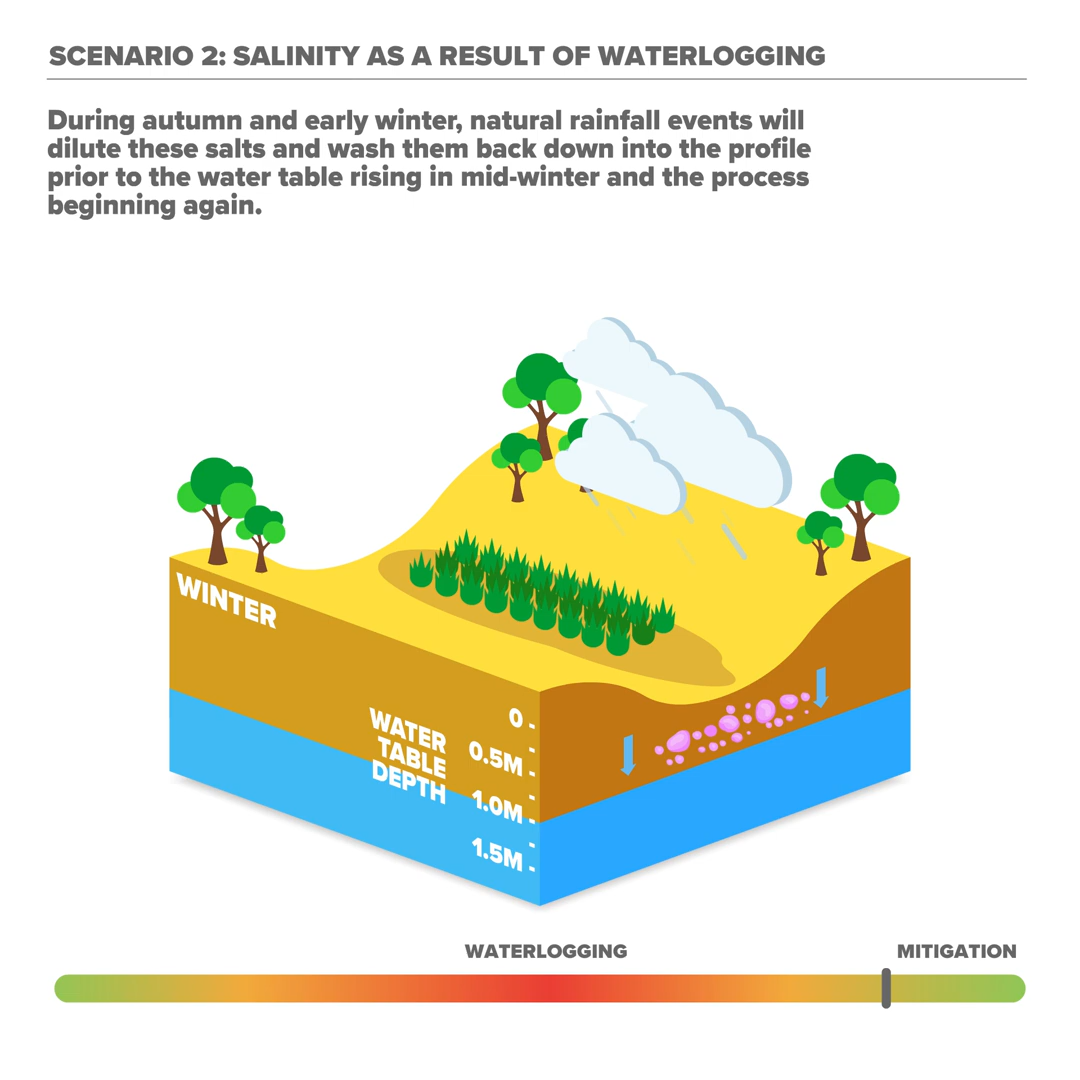 SCENARIO 2: SALINITY AS A RESULT OF WATERLOGGING
During autumn and early winter, natural rainfall events will
dilute these salts and wash them back down into the profile
prior to the water table rising in mid-winter and the process
beginning again.
WINTER
WATER
TABLE
DEPTH
0 -
0.5M -
1.0M -
1.5M -
WATERLOGGING
MITIGATION